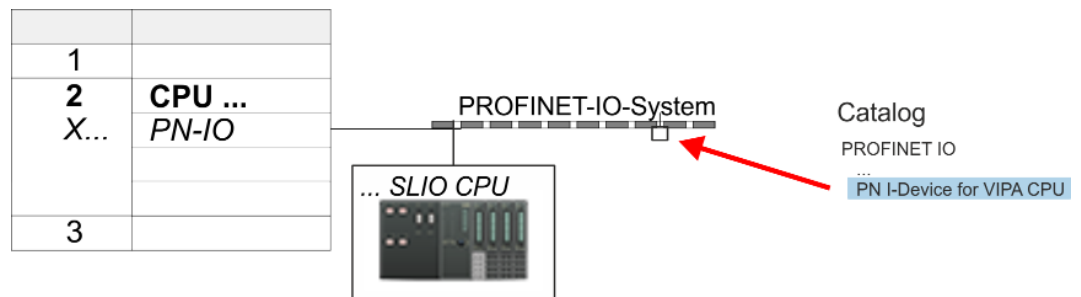 1
2 CPU ...
X... PN-IO
3
PROFINET-IO-System
... SLIO CPU
Catalog
PROFINET IO
...
PN I-Device for VIPA CPU